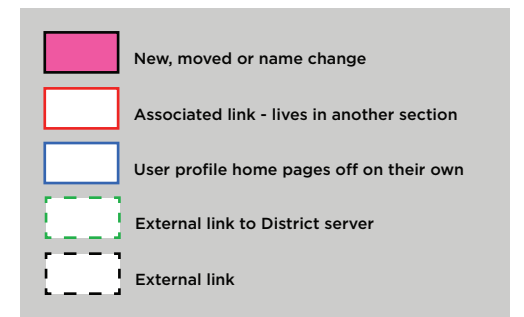 New, moved or name change
Associated link - lives in another section
User profile home pages off on their own
External link to District server
External link